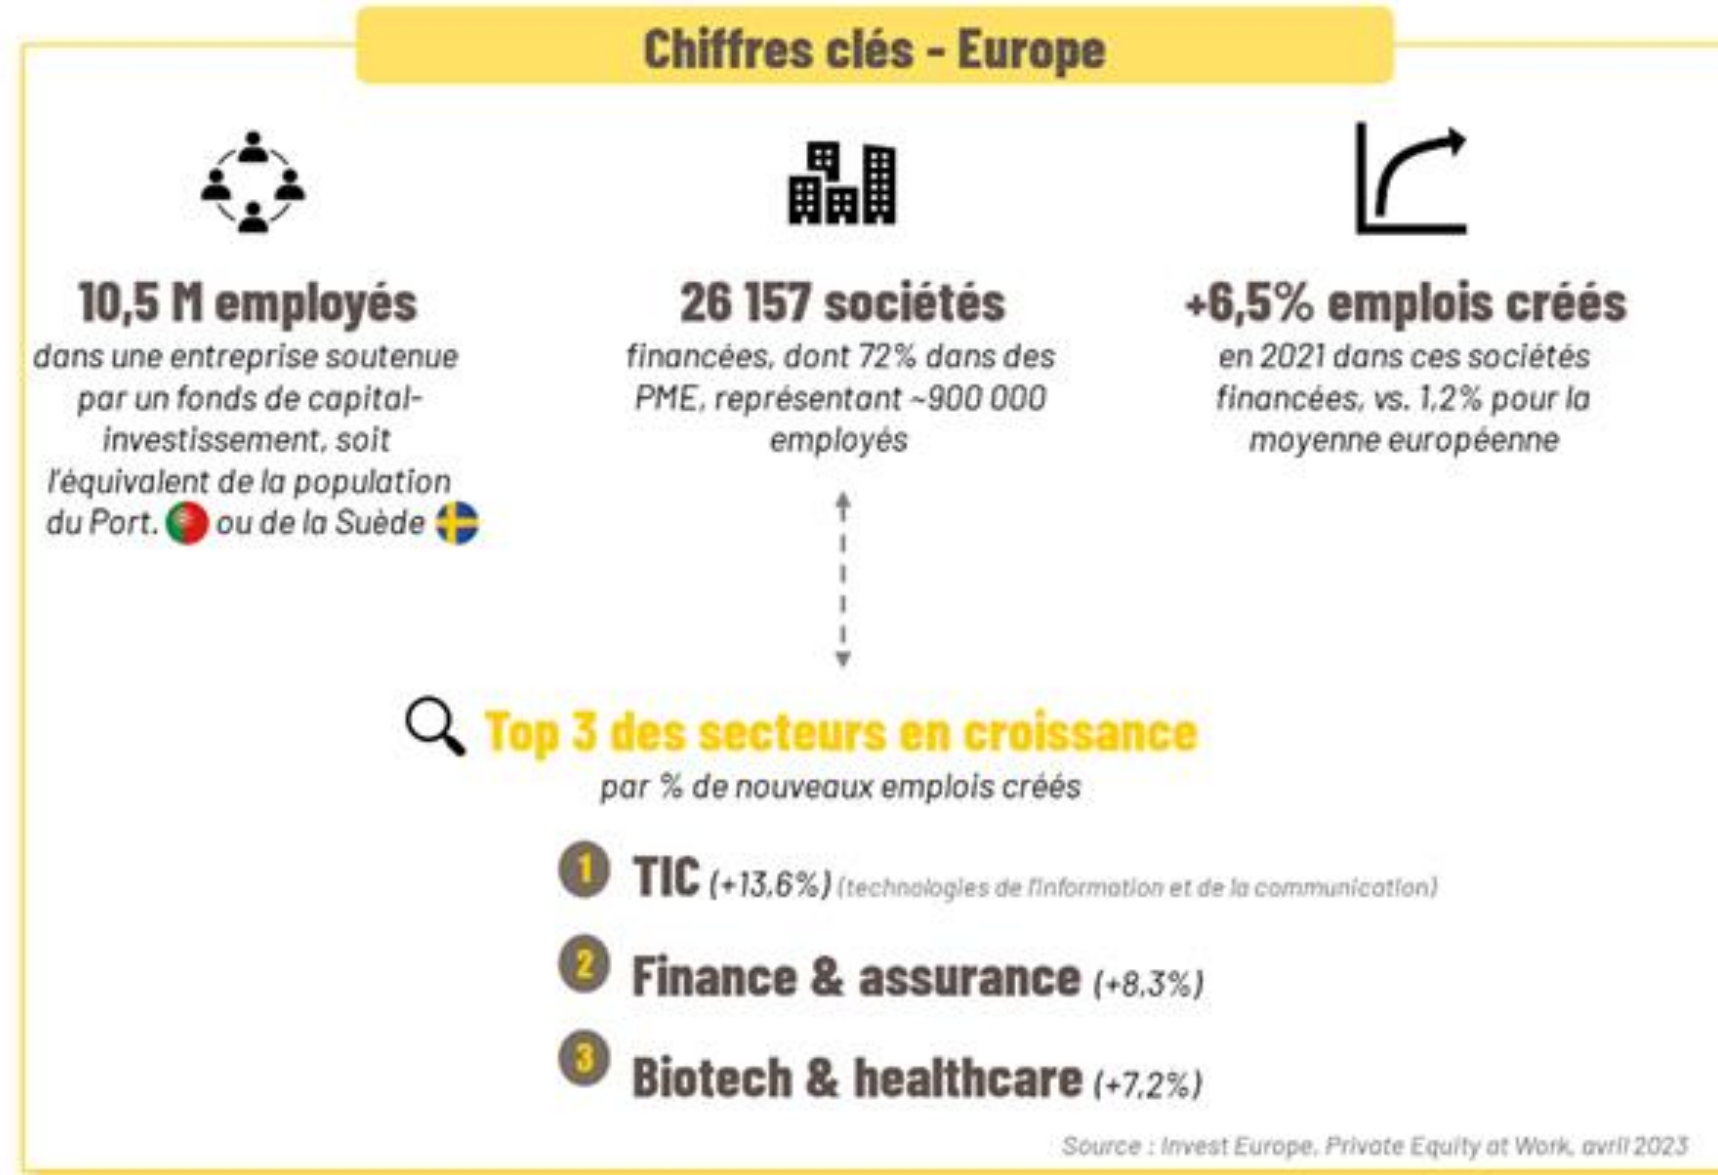 Chiffres clés - Europe
10,5 M employés
dans une entreprise soutenue
par un fonds de capital-
investissement, soit
l'équivalent de la population
du Port. ou de la Suède
26 157 sociétés
financées, dont 72% dans des
PME, représentant ~900 000
employés
+6,5% emplois créés
en 2021 dans ces sociétés
financées, vs. 1,2% pour la
moyenne européenne
Top 3 des secteurs en croissance
par % de nouveaux emplois créés
1 TIC (+13,6%) (technologies de l'information et de la communication)
2 Finance & assurance (+8,3%)
3 Biotech & healthcare (+7,2%)
Source : Invest Europe, Private Equity at Work, avril 2023